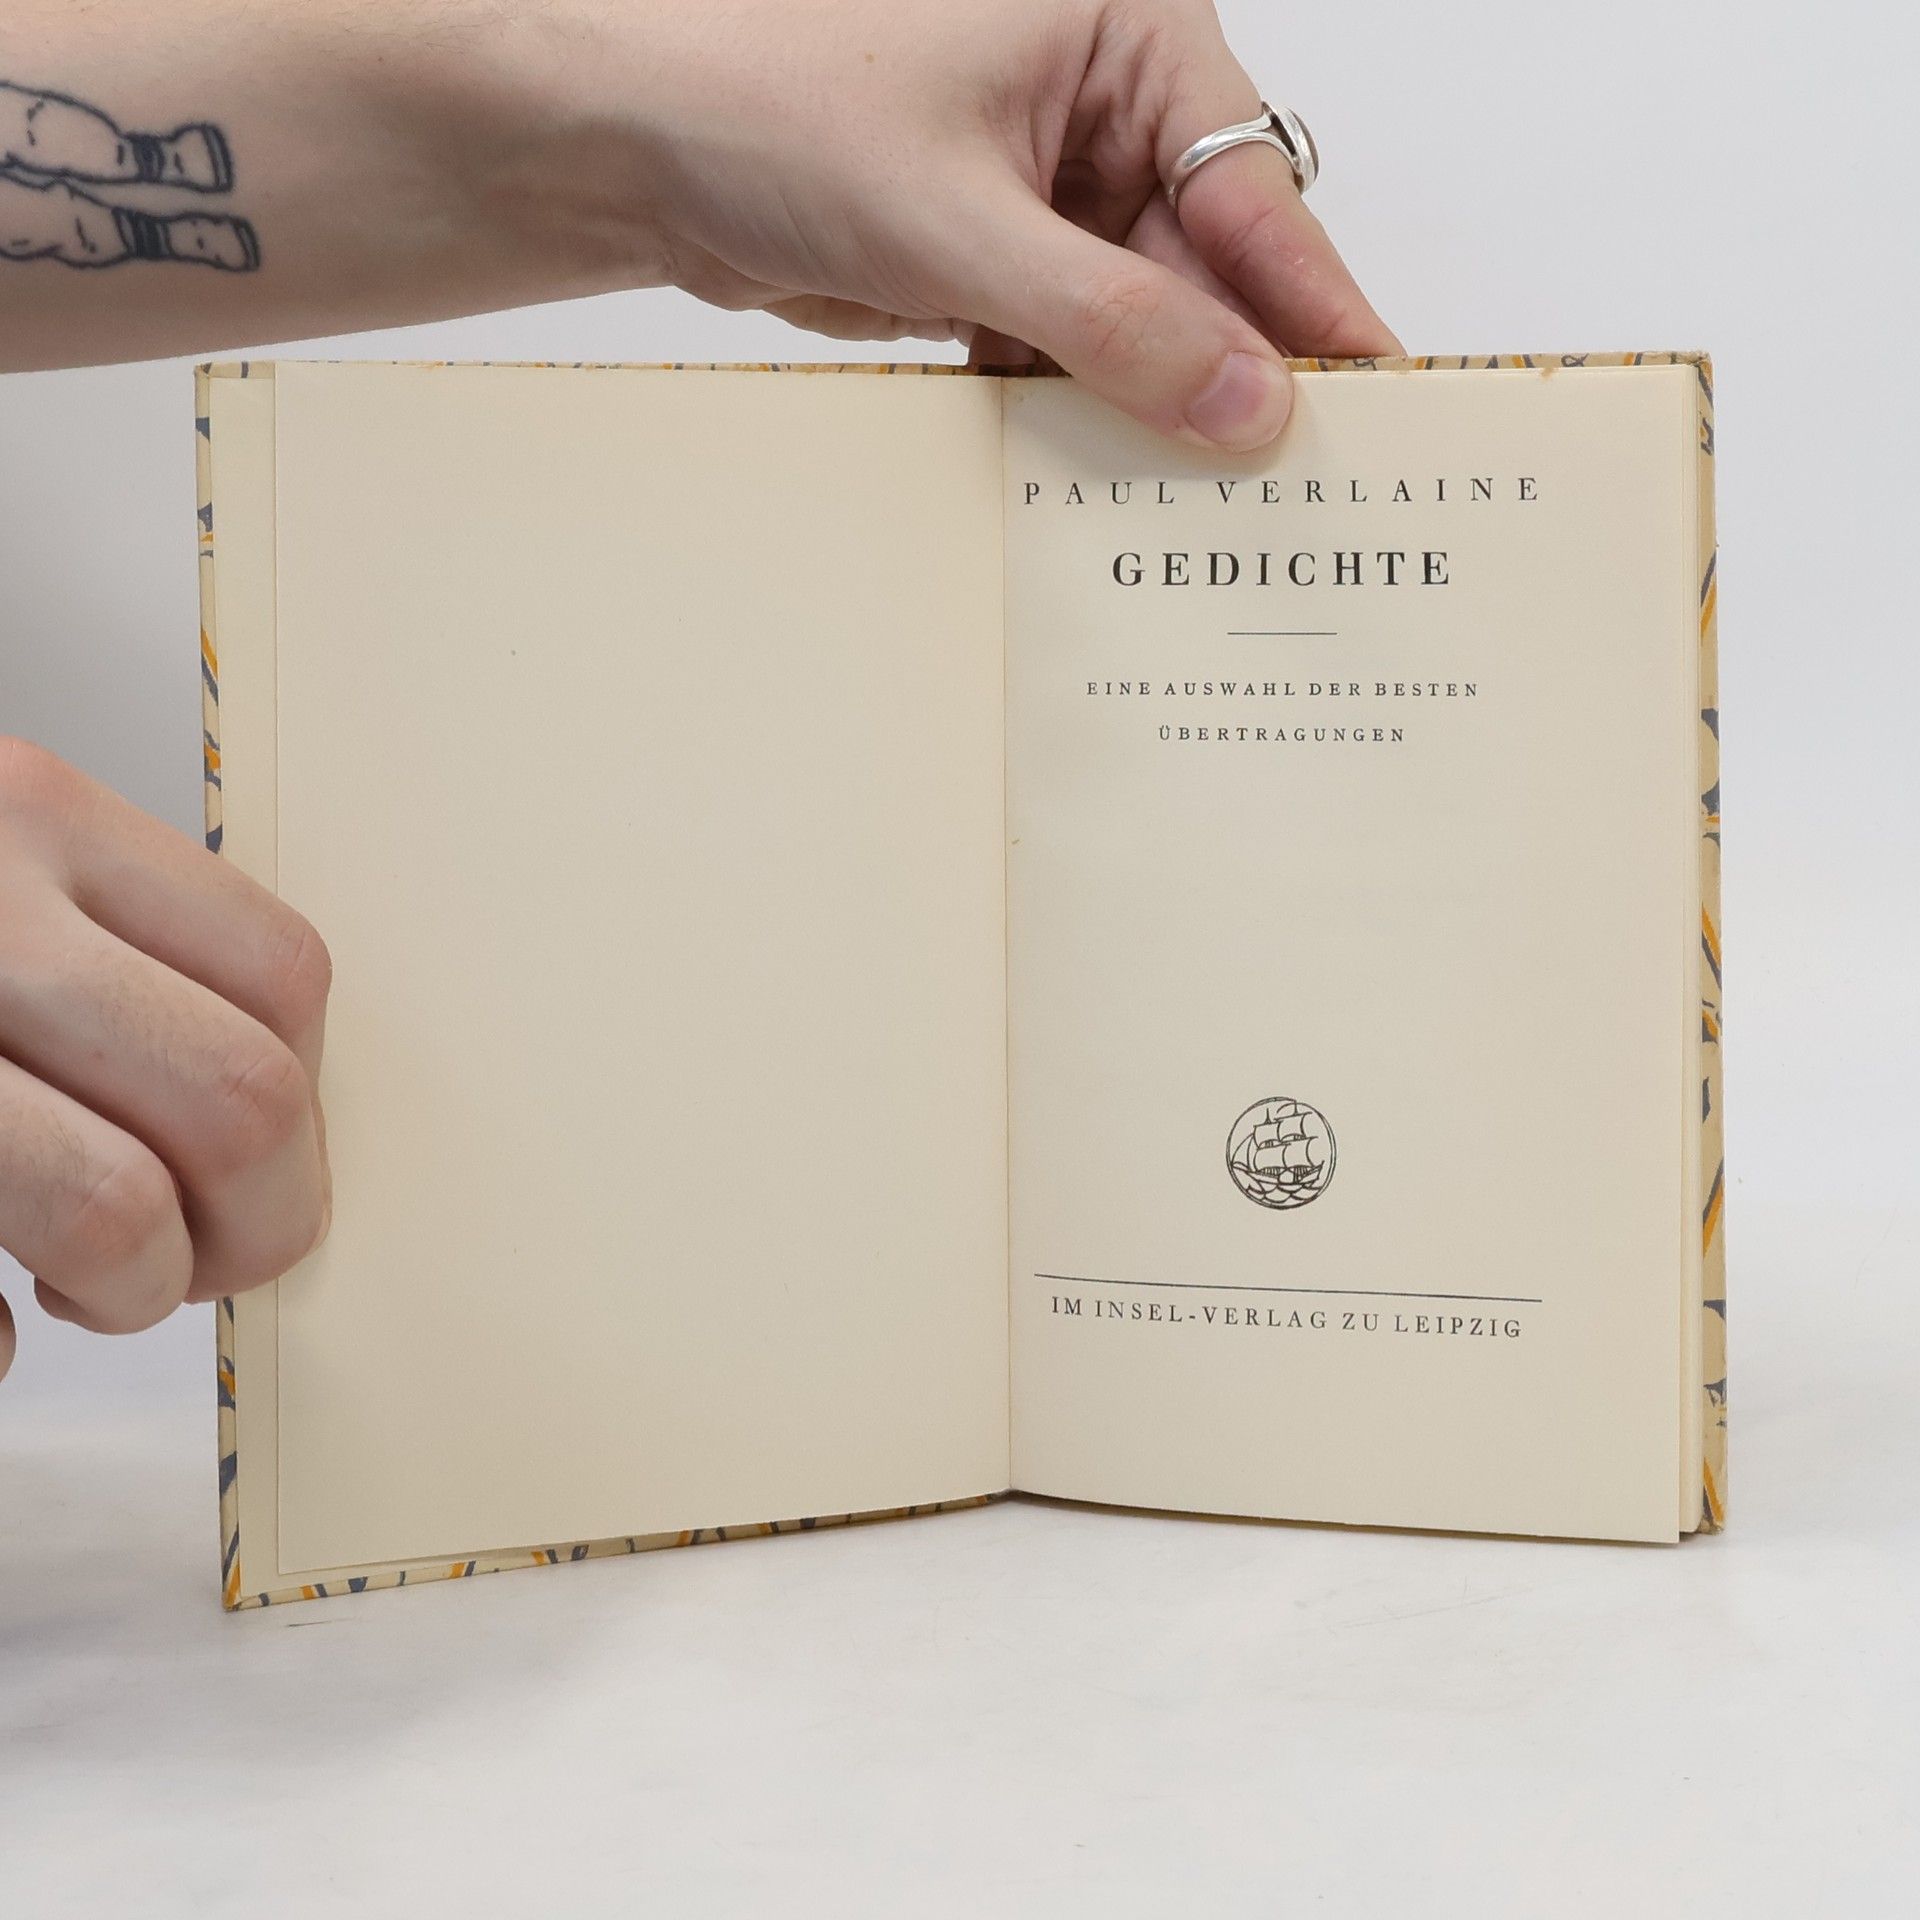 PAUL VERLAINE
GEDICHTE
EINE AUSWAHL DER BESTEN
ÜBERTRAGUNGEN
IM INSEL-VERLAG ZU LEIPZIG